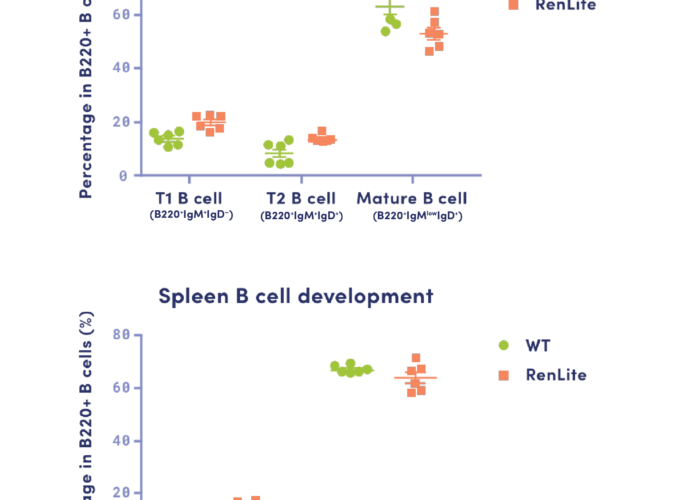 RenLite
Percentage in B220+ B
60
40
20
0
T1 B cell
(B220⁺IgM⁺IgD⁻)
T2 B cell
(B220⁺IgM⁺IgD⁺)
Mature B cell
(B220⁺IgMˡᵒʷIgD⁺)
Spleen B cell development
in B220+ B cells (%)
80
60
40
20
WT
RenLite